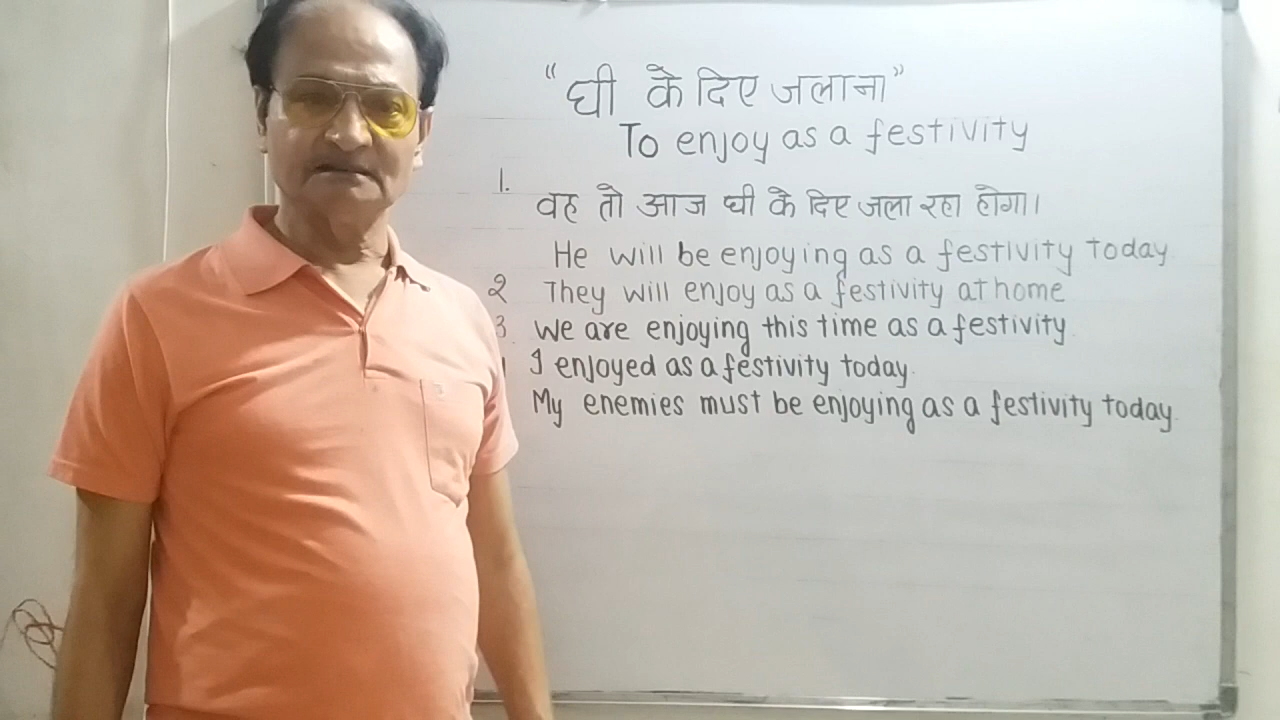 "घी के दिए जलाना"
To enjoy as a festivity
1.
वह तो आज घी के दिए जला रहा होगा।
He will be enjoying as a festivity today
2 They will enjoy as a festivity at home
3. We are enjoying this time as a festivity.
I enjoyed as a festivity today.
My enemies must be enjoying as a festivity today.